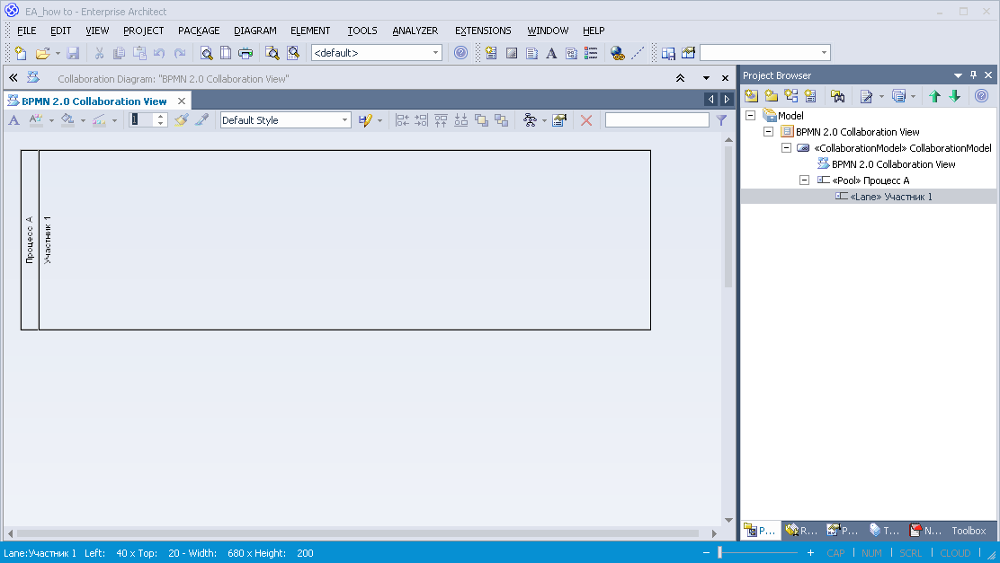 EA_how to - Enterprise Architect
FILE EDIT VIEW PROJECT PACKAGE DIAGRAM ELEMENT TOOLS ANALYZER EXTENSIONS WINDOW HELP
<default>
Collaboration Diagram: "BPMN 2.0 Collaboration View"
BPMN 2.0 Collaboration View
1
Default Style
Процесс А
Участник 1
Project Browser
Model
BPMN 2.0 Collaboration View
«CollaborationModel» CollaborationModel
BPMN 2.0 Collaboration View
«Pool» Процесс А
«Lane» Участник 1
P... R... P... T... N... Toolbox
Lane:Участник 1 Left: 40 x Top: 20 - Width: 680 x Height: 200
CAP NUM SCRL CLOUD